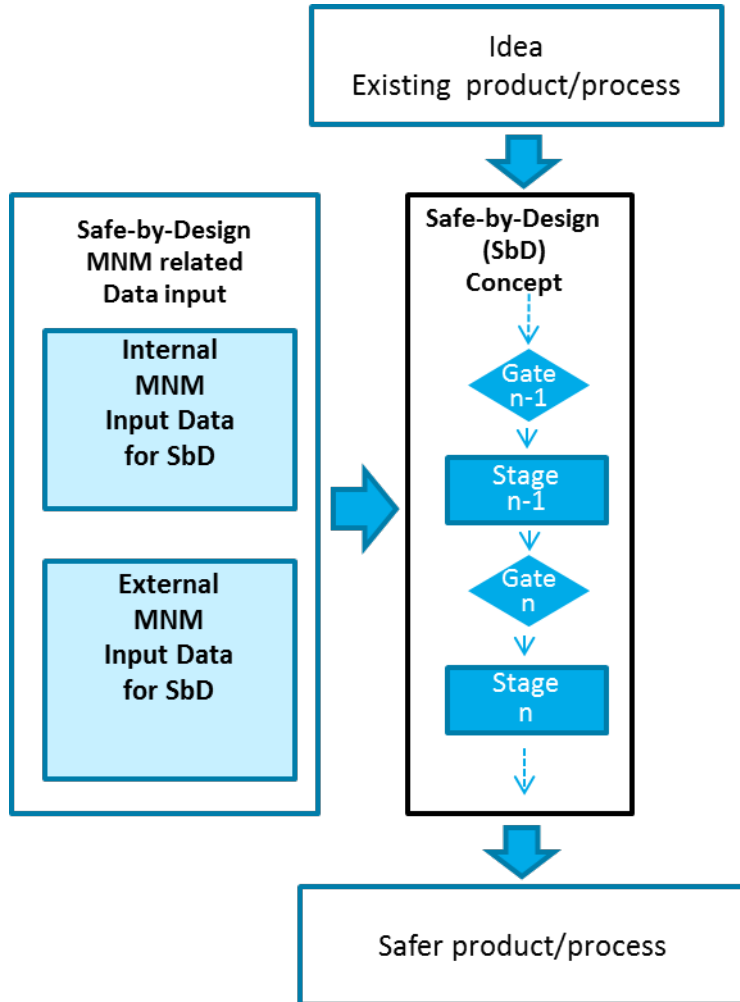 Idea
Existing product/process
Safe-by-Design
MNM related
Data input
Internal
MNM
Input Data
for SbD
External
MNM
Input Data
for SbD
Safe-by-Design
(SbD)
Concept
Gate
n-1
Stage
n-1
Gate
n
Stage
n
Safer product/process